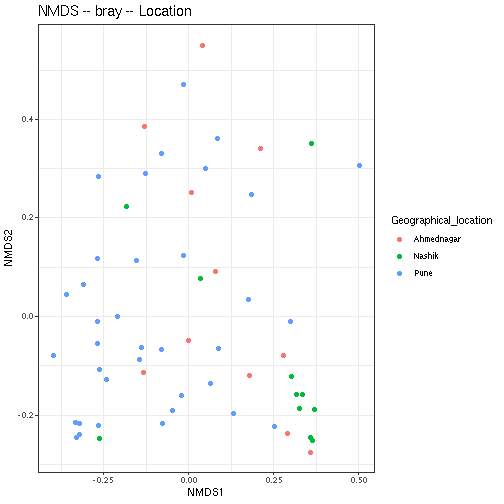 NMDS -- bray -- Location
NMDS2
0.4
0.2
0.0
-0.2
-0.25
0.00
0.25
0.50
NMDS1
Geographical_location
Ahmednagar
Nashik
Pune